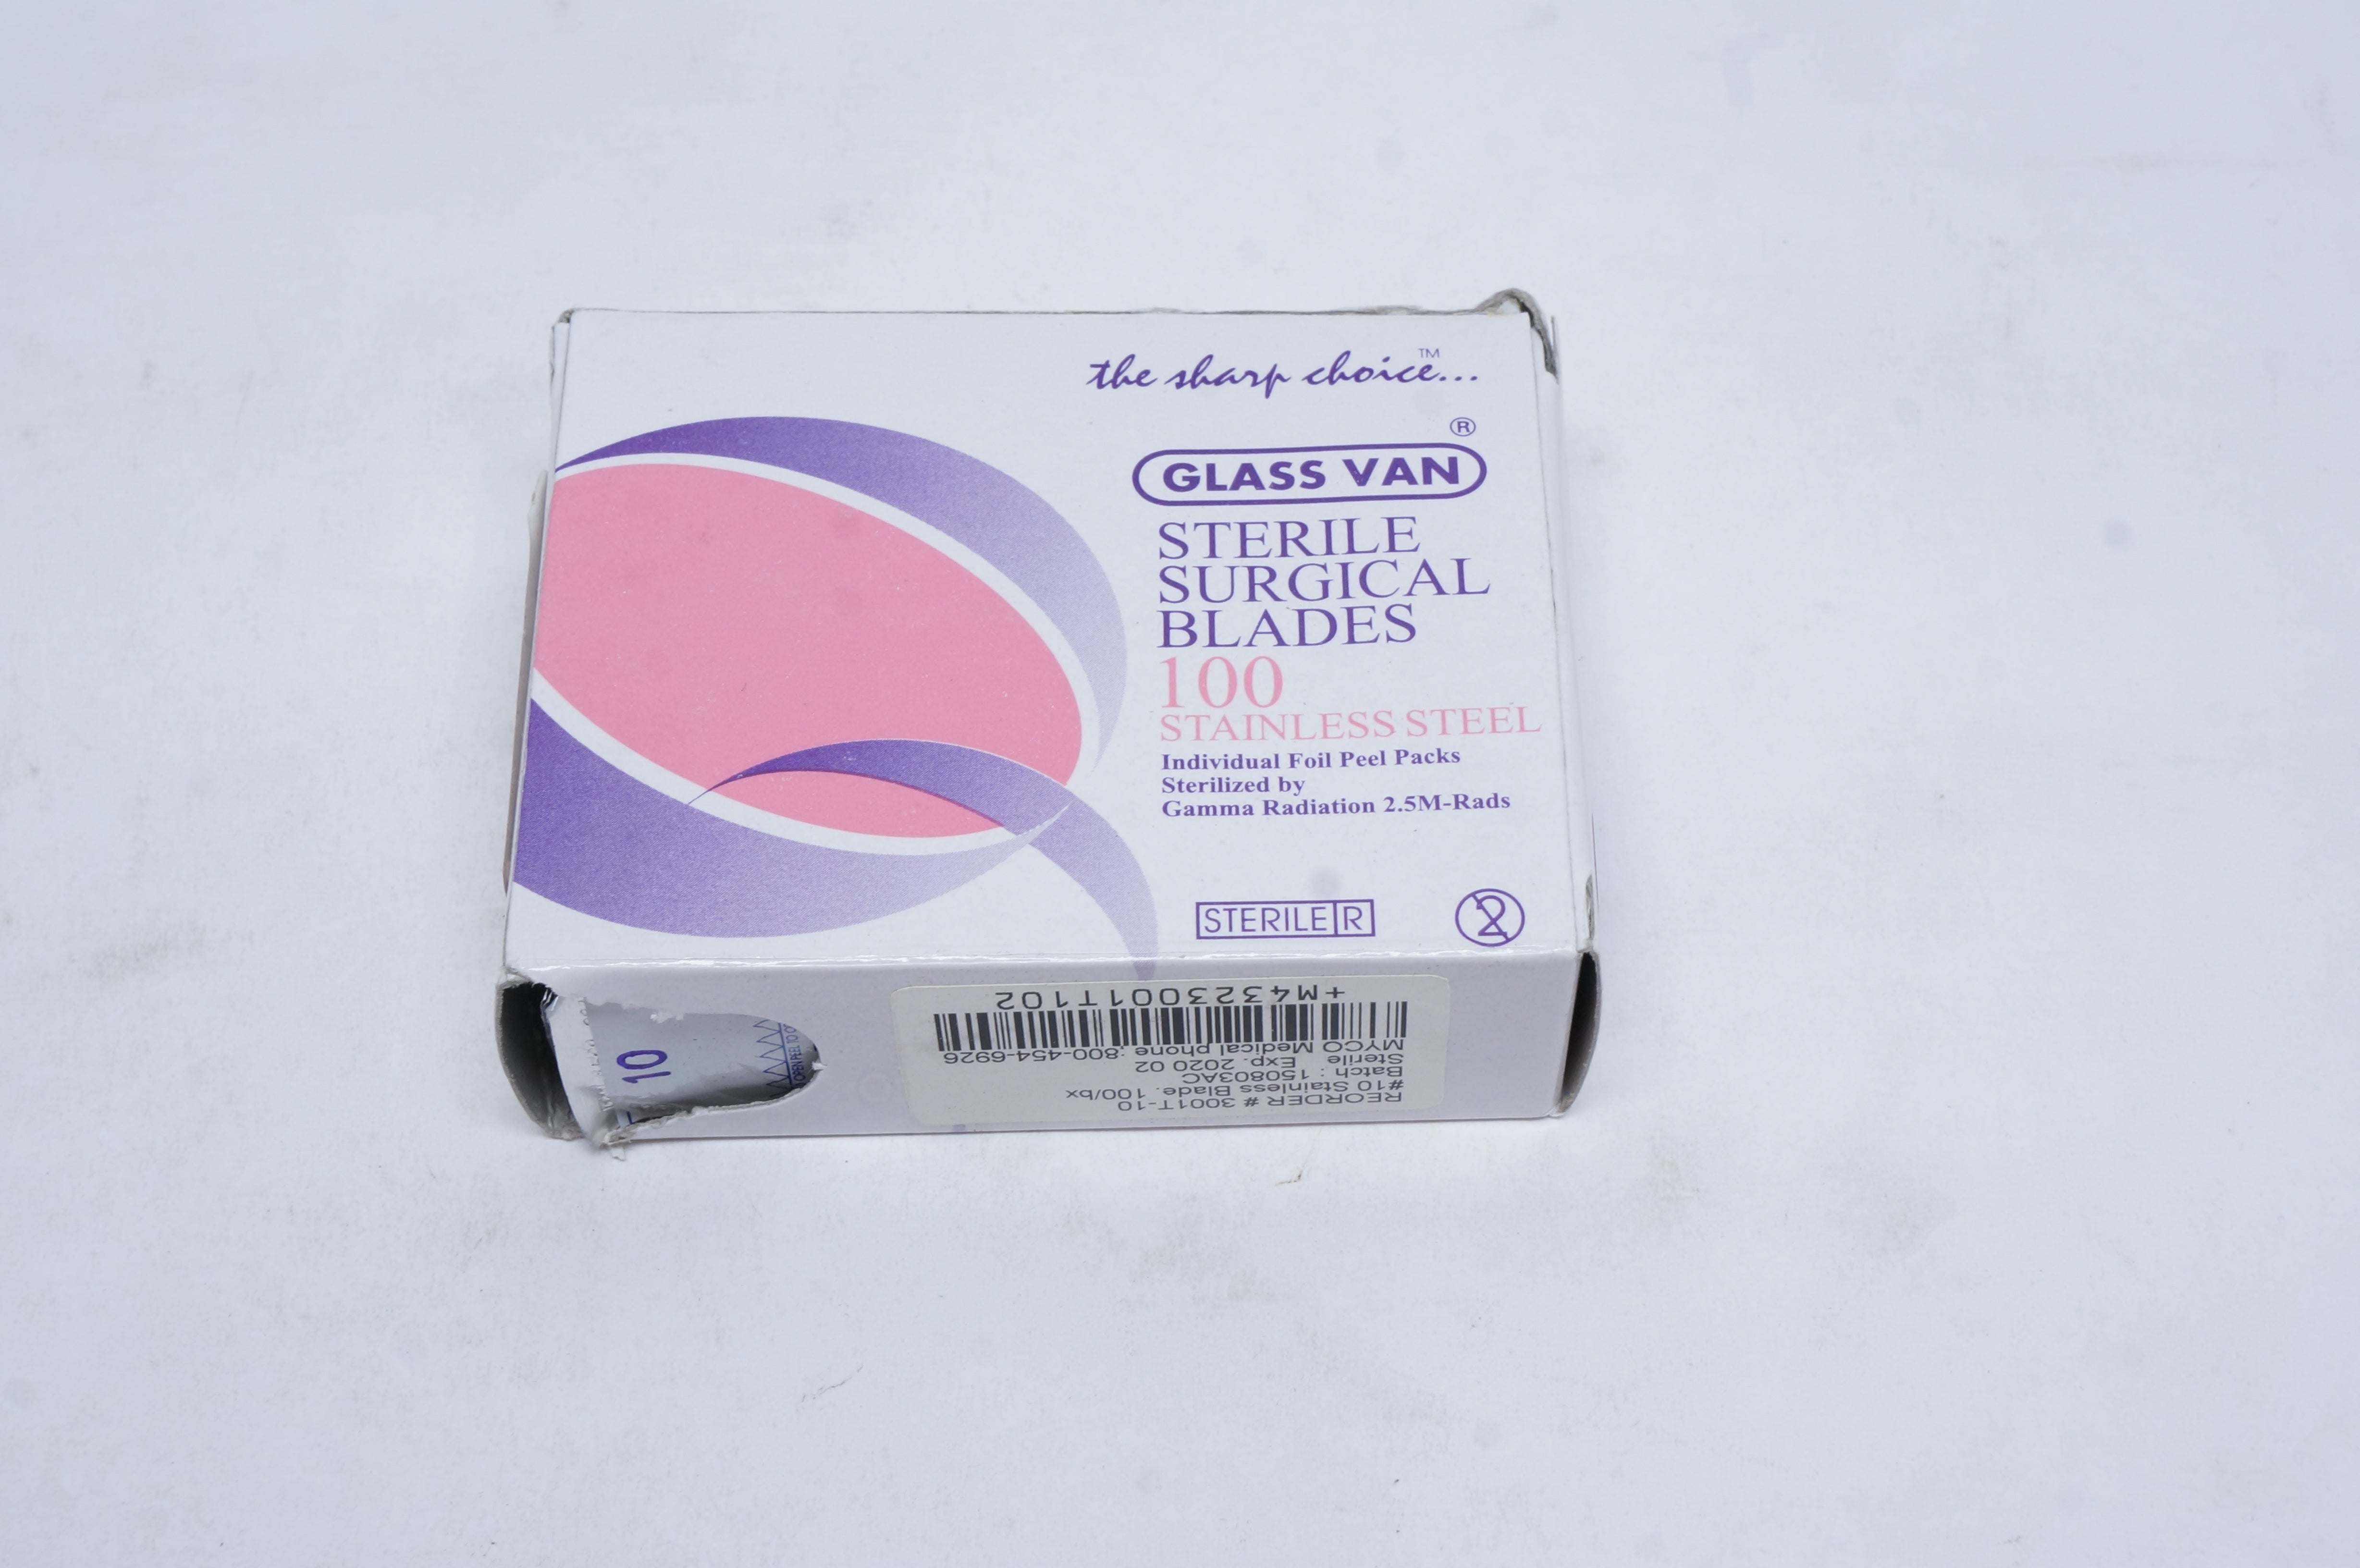 the sharp choice™...
®
GLASS VAN
STERILE
SURGICAL
BLADES
100
STAINLESS STEEL
Individual Foil Peel Packs
Sterilized by
Gamma Radiation 2.5M-Rads
STERILE R
2
10
REORDER # 3001T-10
#10 Stainless Blade. 100/bx
Batch : 150803AC
Sterile Exp. 2020 02
MYCO Medical phone :800-454-6926
+M4323001T102